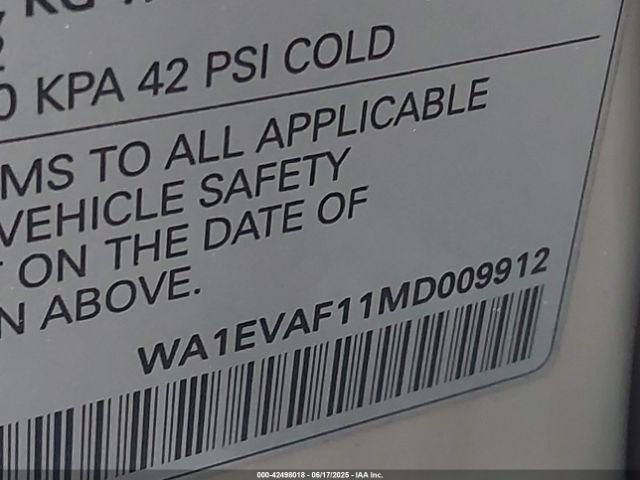 0 KPA 42 PSI COLD
MS TO ALL APPLICABLE
VEHICLE SAFETY
ON THE DATE OF
N ABOVE.
WA1EVAF11MD009912
000-42498018 - 06/17/2025 - IAA Inc.